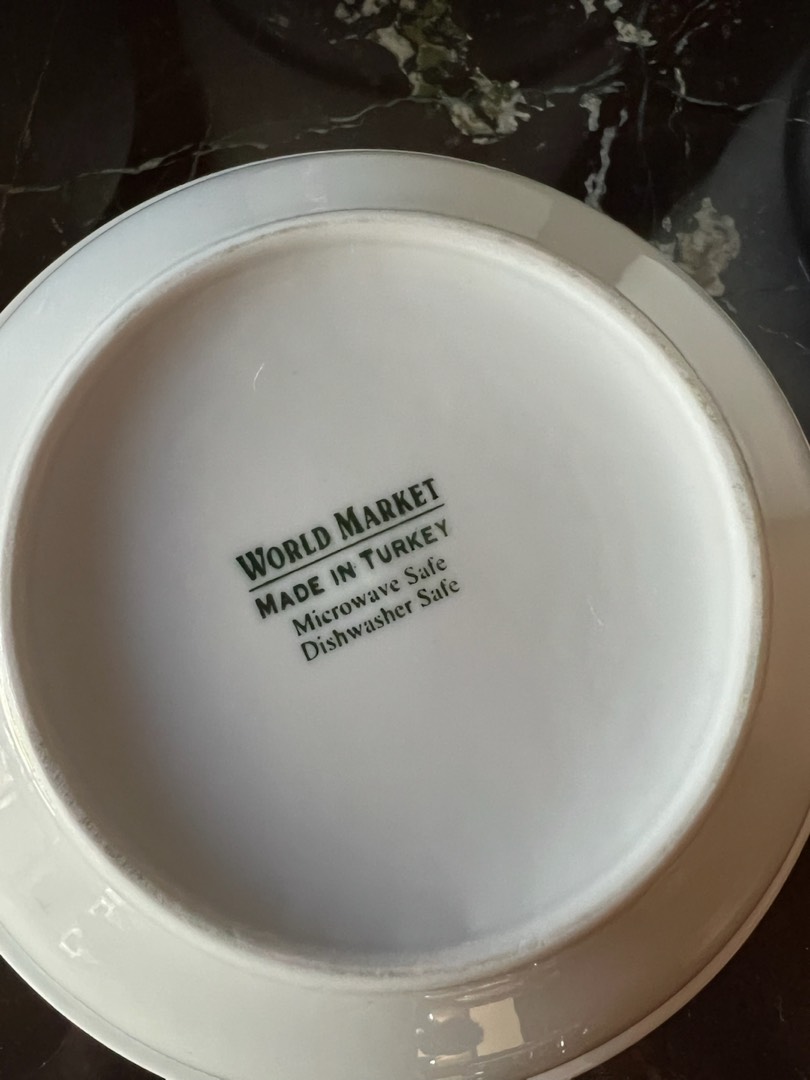 WORLD MARKET
MADE IN TURKEY
Microwave Safe
Dishwasher Safe